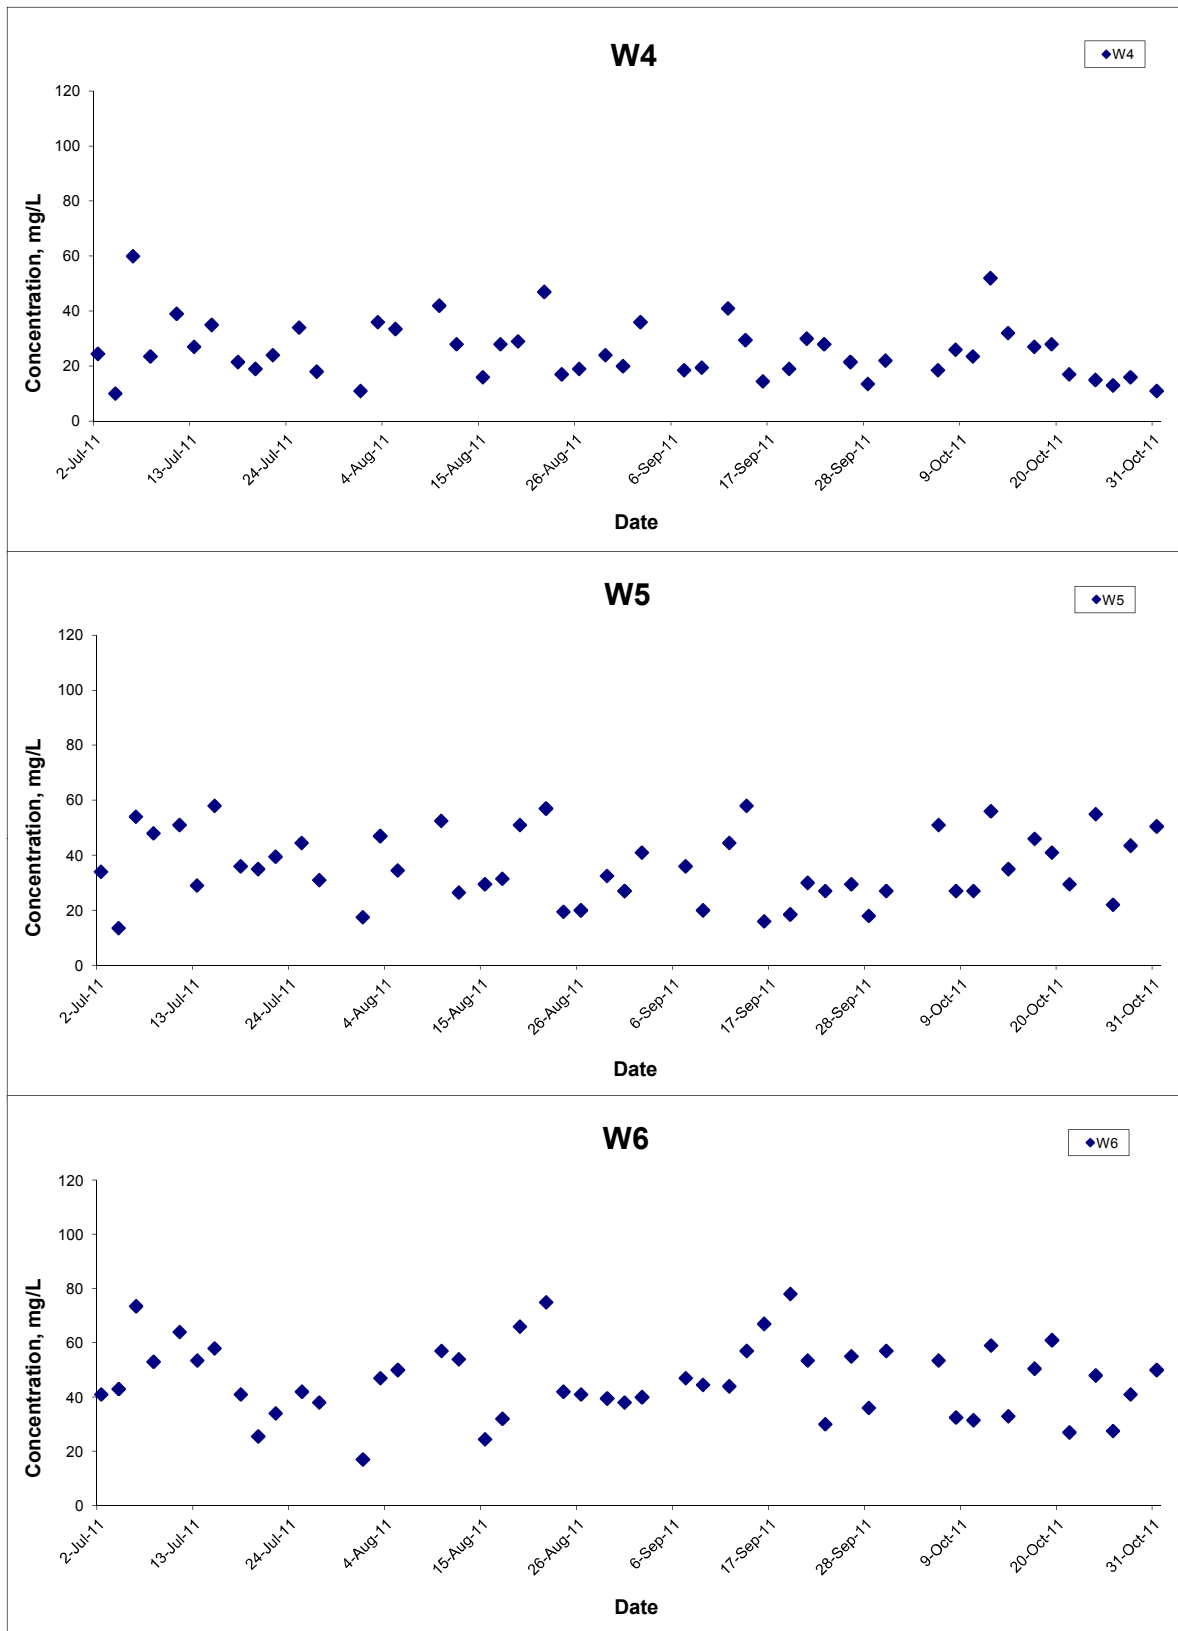 W4
W4
120
100
80
60
40
20
0
Concentration, mg/L
2-Jul-11
13-Jul-11
24-Jul-11
4-Aug-11
15-Aug-11
26-Aug-11
6-Sep-11
17-Sep-11
28-Sep-11
9-Oct-11
20-Oct-11
31-Oct-11
Date
W5
W5
120
100
80
60
40
20
0
Concentration, mg/L
2-Jul-11
13-Jul-11
24-Jul-11
4-Aug-11
15-Aug-11
26-Aug-11
6-Sep-11
17-Sep-11
28-Sep-11
9-Oct-11
20-Oct-11
31-Oct-11
Date
W6
W6
120
100
80
60
40
20
0
Concentration, mg/L
2-Jul-11
13-Jul-11
24-Jul-11
4-Aug-11
15-Aug-11
26-Aug-11
6-Sep-11
17-Sep-11
28-Sep-11
9-Oct-11
20-Oct-11
31-Oct-11
Date